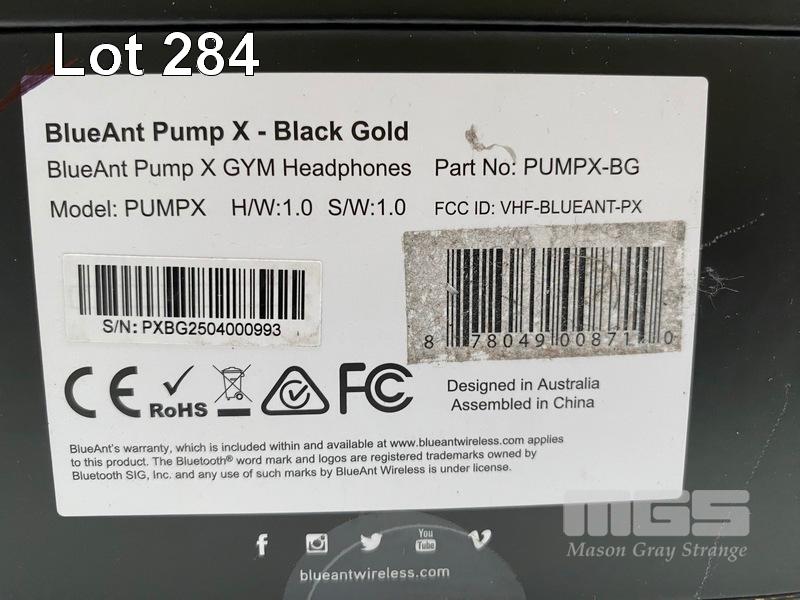 Lot 284
BlueAnt Pump X - Black Gold
BlueAnt Pump X GYM Headphones Part No: PUMPX-BG
Model: PUMPX H/W:1.0 S/W:1.0 FCC ID: VHF-BLUEANT-PX
S/N: PXBG2504000993
8 78049 00871 0
CE RoHS FC
Designed in Australia
Assembled in China
BlueAnt's warranty, which is included within and available at www.blueantwireless.com applies
to this product. The Bluetooth® word mark and logos are registered trademarks owned by
Bluetooth SIG, Inc. and any use of such marks by BlueAnt Wireless is under license.
f You Tube v
blueantwireless.com
MGS
Mason Gray Strange